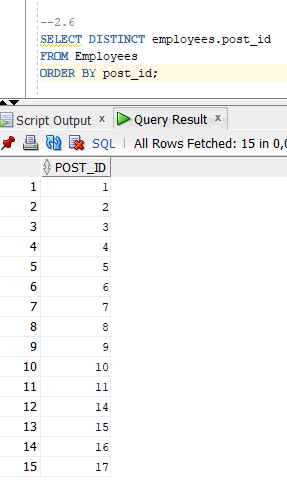 --2.6
SELECT DISTINCT employees.post_id
FROM Employees
ORDER BY post_id;
Script Output x Query Result x
SQL | All Rows Fetched: 15 in 0,0
POST_ID
1 1
2 2
3 3
4 4
5 5
6 6
7 7
8 8
9 9
10 10
11 11
12 14
13 15
14 16
15 17